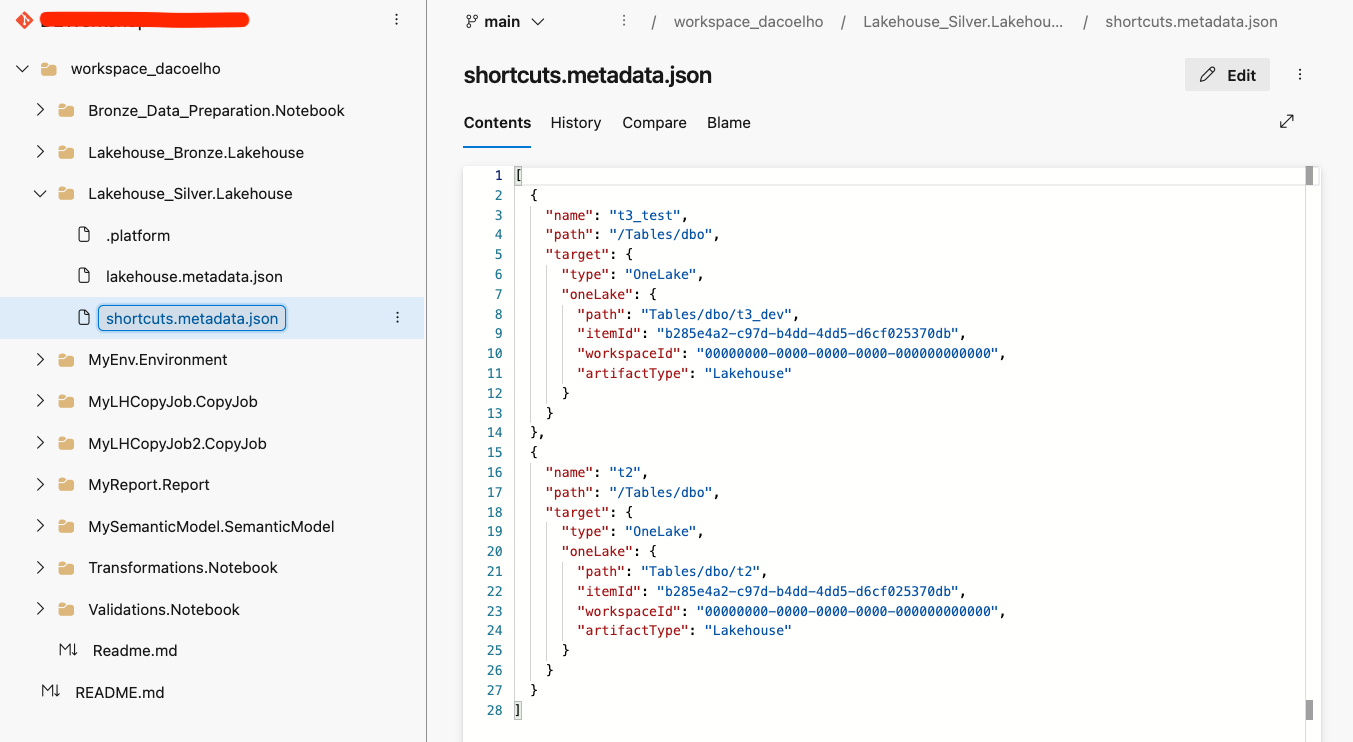 workspace_dacoelho
Bronze_Data_Preparation.Notebook
Lakehouse_Bronze.Lakehouse
Lakehouse_Silver.Lakehouse
.platform
lakehouse.metadata.json
shortcuts.metadata.json
MyEnv.Environment
MyLHCopyJob.CopyJob
MyLHCopyJob2.CopyJob
MyReport.Report
MySemanticModel.SemanticModel
Transformations.Notebook
Validations.Notebook
Readme.md
README.md
main / workspace_dacoelho / Lakehouse_Silver.Lakehou... / shortcuts.metadata.json
shortcuts.metadata.json
Edit
Contents History Compare Blame
1 [
2 {
3 "name": "t3_test",
4 "path": "/Tables/dbo",
5 "target": {
6 "type": "OneLake",
7 "oneLake": {
8 "path": "Tables/dbo/t3_dev",
9 "itemId": "b285e4a2-c97d-b4dd-4dd5-d6cf025370db",
10 "workspaceId": "00000000-0000-0000-0000-000000000000",
11 "artifactType": "Lakehouse"
12 }
13 }
14 },
15 {
16 "name": "t2",
17 "path": "/Tables/dbo",
18 "target": {
19 "type": "OneLake",
20 "oneLake": {
21 "path": "Tables/dbo/t2",
22 "itemId": "b285e4a2-c97d-b4dd-4dd5-d6cf025370db",
23 "workspaceId": "00000000-0000-0000-0000-000000000000",
24 "artifactType": "Lakehouse"
25 }
26 }
27 }
28 ]